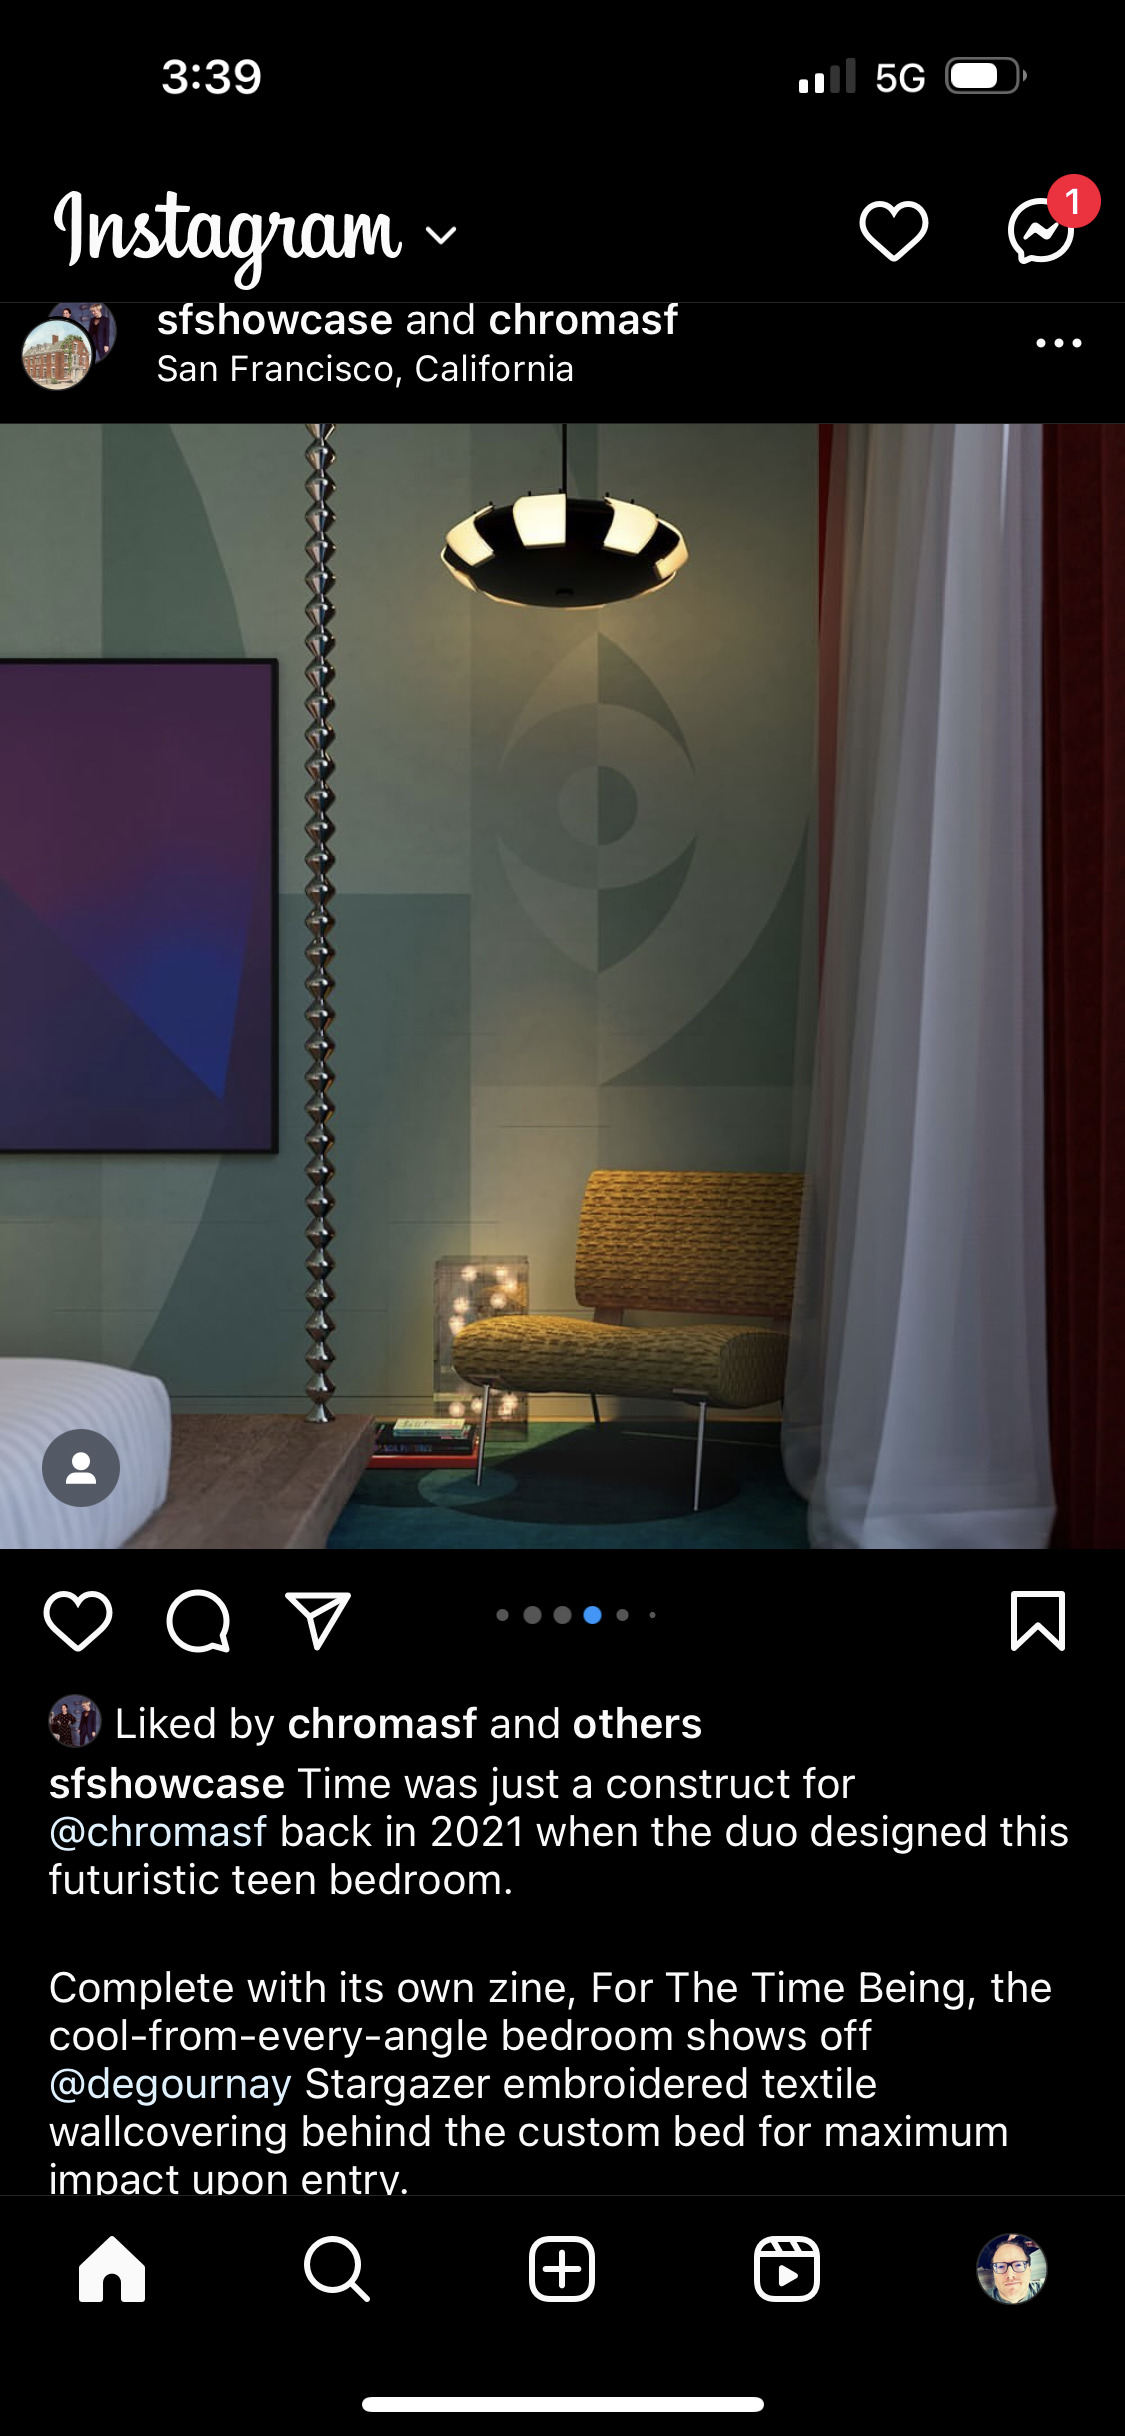 3:39
5G
Instagram
1
sfshowcase and chromasf
San Francisco, California
Liked by chromasf and others
sfshowcase Time was just a construct for
@chromasf back in 2021 when the duo designed this
futuristic teen bedroom.
Complete with its own zine, For The Time Being, the
cool-from-every-angle bedroom shows off
@degournay Stargazer embroidered textile
wallcovering behind the custom bed for maximum
impact upon entry.